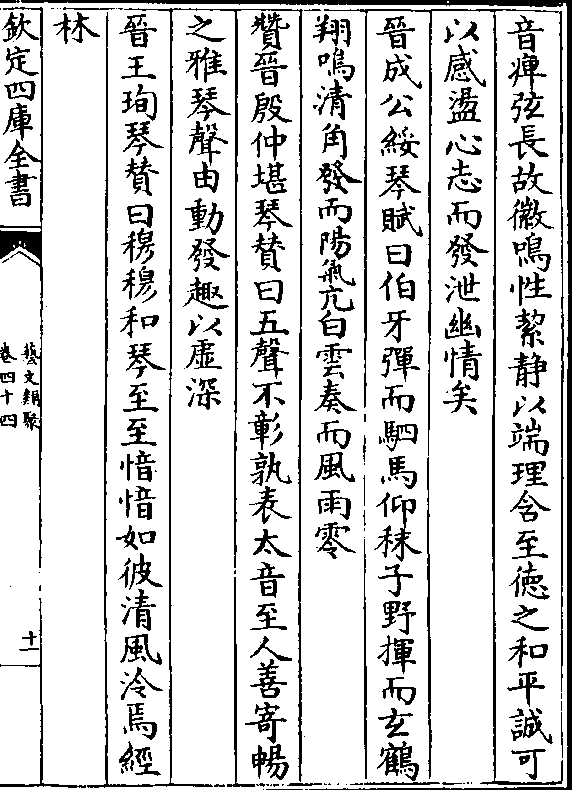 音痺弦長故徽鳴性絜静以端理含至徳之和平誠可
以感盪心志而發泄幽情矣
晉成公綏琴賦曰伯牙彈而駟馬仰秣子野揮而𤣥鶴
翔鳴清角發而陽氣亢白雲奏而風雨零
贊晉殷仲堪琴賛曰五聲不彰孰表太音至人善寄暢
之雅琴聲由動發趣以虛深
晉王珣琴賛曰穆穆和琴至至愔愔如彼清風泠焉經
林
欽定四庫全書
藝文類聚
卷四十四
十一